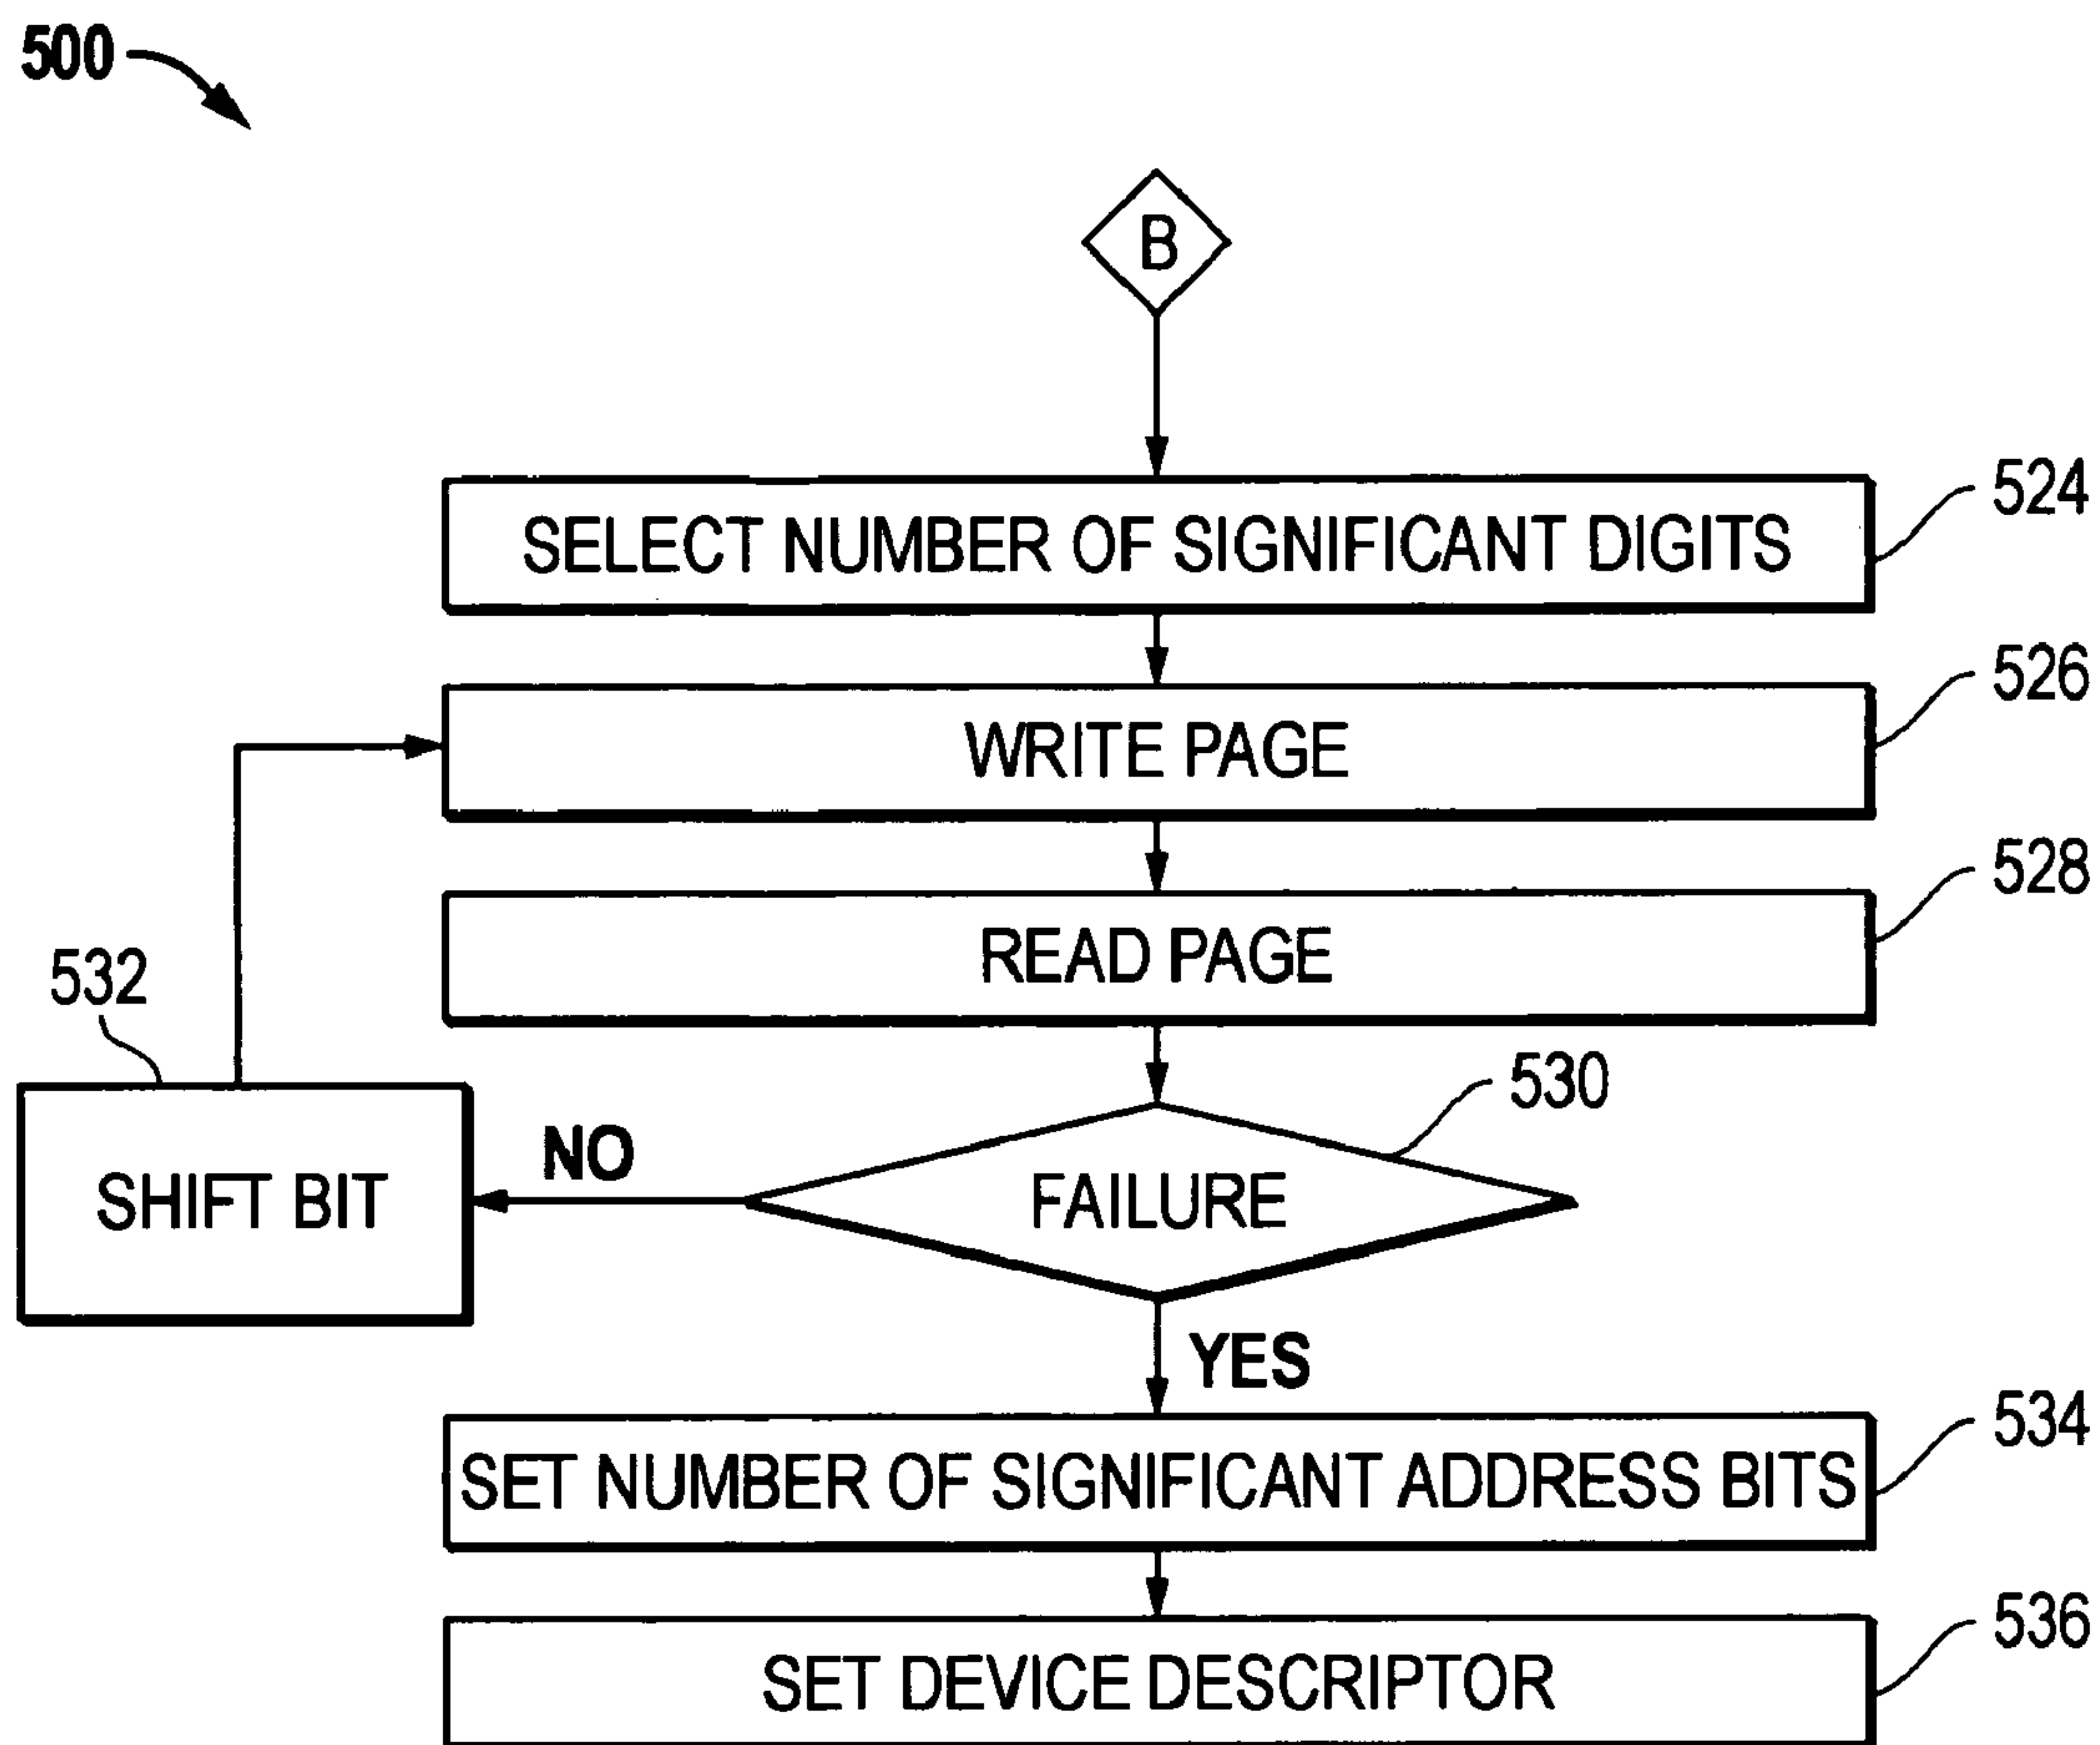 500
B
SELECT NUMBER OF SIGNIFICANT DIGITS
524
WRITE PAGE
526
READ PAGE
528
532
530
SHIFT BIT
NO
FAILURE
YES
SET NUMBER OF SIGNIFICANT ADDRESS BITS
534
SET DEVICE DESCRIPTOR
536